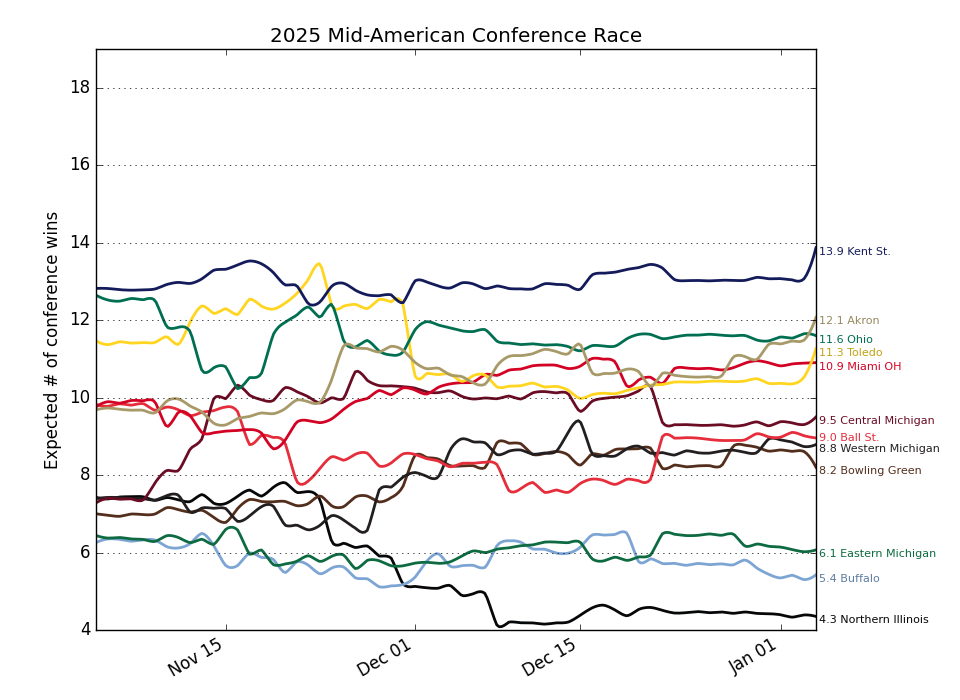 2025 Mid-American Conference Race
Expected # of conference wins
18
16
14
12
10
8
6
4
Nov 15
Dec 01
Dec 15
Jan 01
13.9 Kent St.
12.1 Akron
11.6 Ohio
11.3 Toledo
10.9 Miami OH
9.5 Central Michigan
9.0 Ball St.
8.8 Western Michigan
8.2 Bowling Green
6.1 Eastern Michigan
5.4 Buffalo
4.3 Northern Illinois